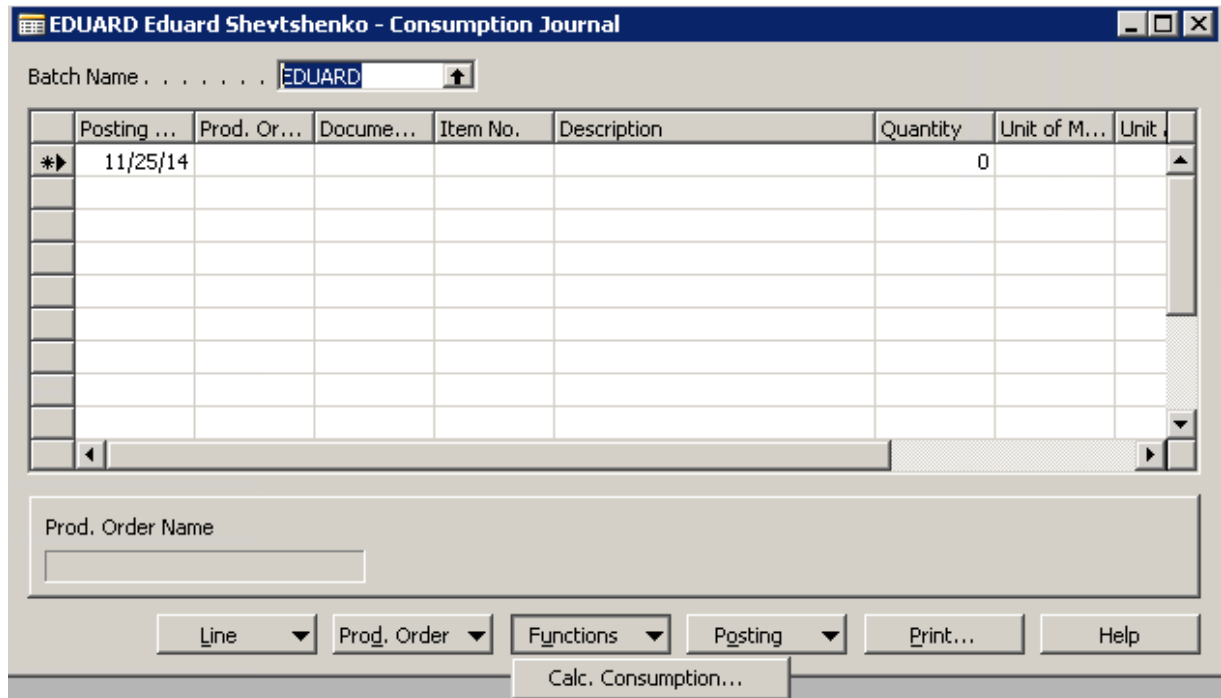 EDUARD Eduard Shevtshenko - Consumption Journal
Batch Name . . . . . . . EDUARD
Posting ... Prod. Or... Docume... Item No. Description Quantity Unit of M... Unit
11/25/14 0
Prod. Order Name
Line Prod. Order Functions Posting Print... Help
Calc. Consumption...